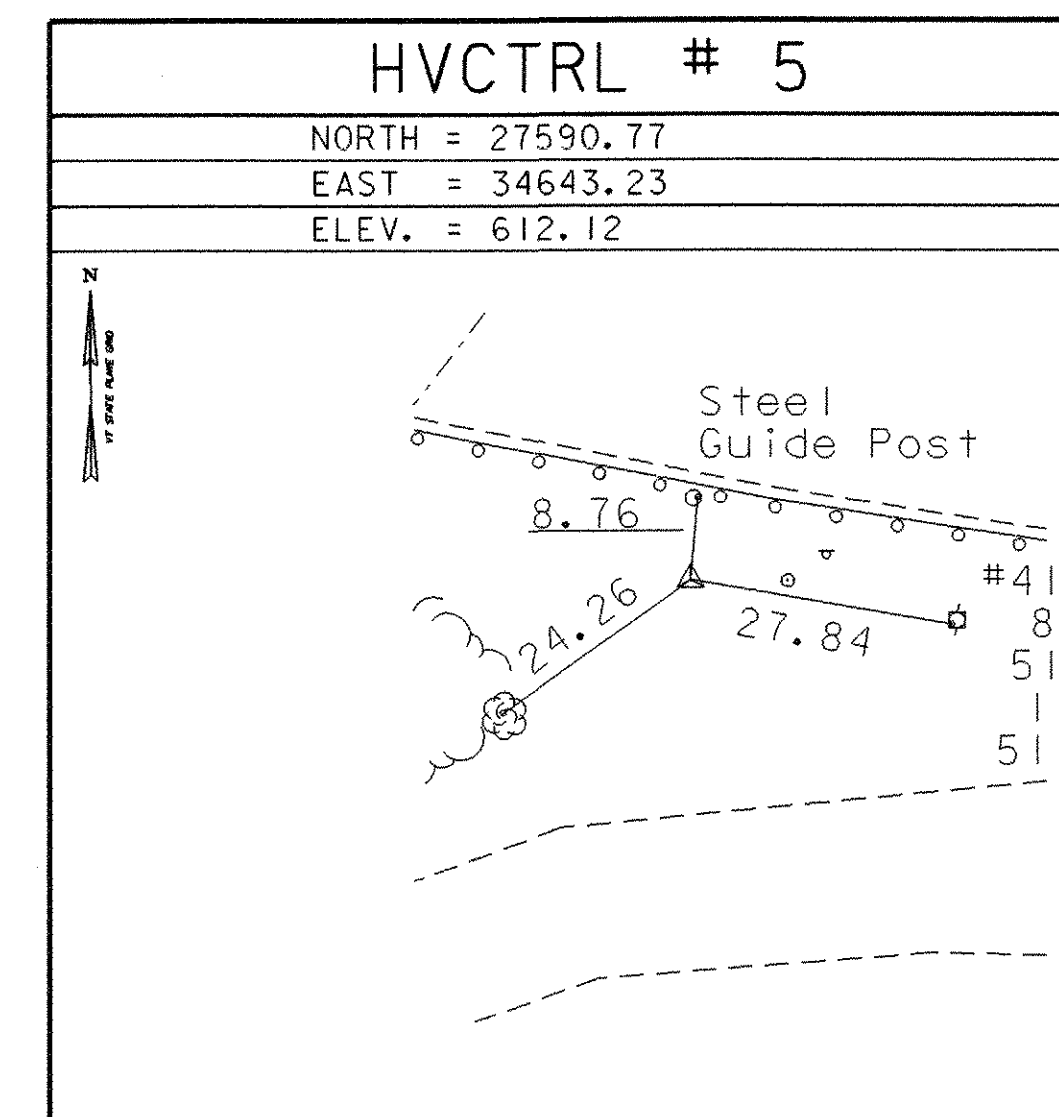 HVCTRL # 5
NORTH = 27590.77
EAST = 34643.23
ELEV. = 612.12
N
VT STATE PLANE GRID
Steel
Guide Post
8.76
24.26
27.84
#41
8
51
1
51